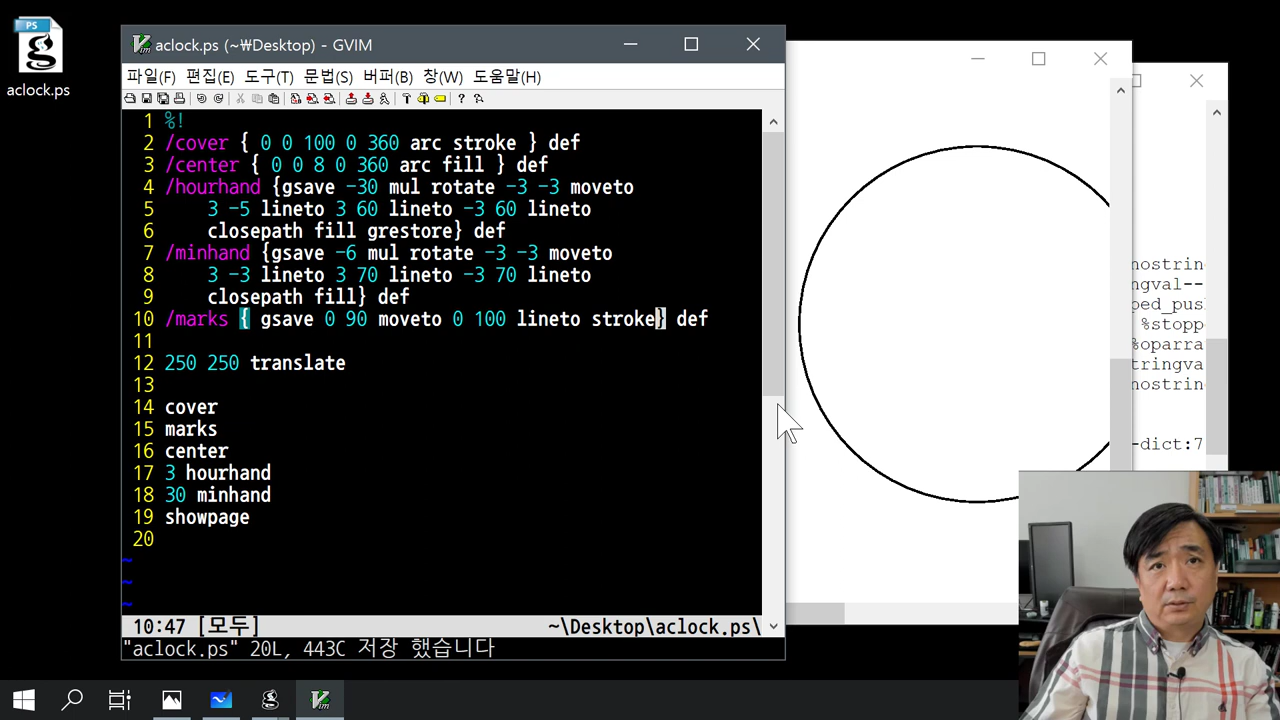 PS
aclock.ps
aclock.ps (~₩Desktop) - GVIM
파일(F) 편집(E) 도구(T) 문법(S) 버퍼(B) 창(W) 도움말(H)
1 %!
2 /cover { 0 0 100 0 360 arc stroke } def
3 /center { 0 0 8 0 360 arc fill } def
4 /hourhand {gsave -30 mul rotate -3 -3 moveto
5 3 -5 lineto 3 60 lineto -3 60 lineto
6 closepath fill grestore} def
7 /minhand {gsave -6 mul rotate -3 -3 moveto
8 3 -3 lineto 3 70 lineto -3 70 lineto
9 closepath fill} def
10 /marks { gsave 0 90 moveto 0 100 lineto stroke} def
11
12 250 250 translate
13
14 cover
15 marks
16 center
17 3 hourhand
18 30 minhand
19 showpage
20
~
~
~
10:47 [모두] ~\Desktop\aclock.ps\
"aclock.ps" 20L, 443C 저장 했습니다
nostrin
ngval--
ped_pus
%stopp
%oparra
tringva
nostrin
-dict:7